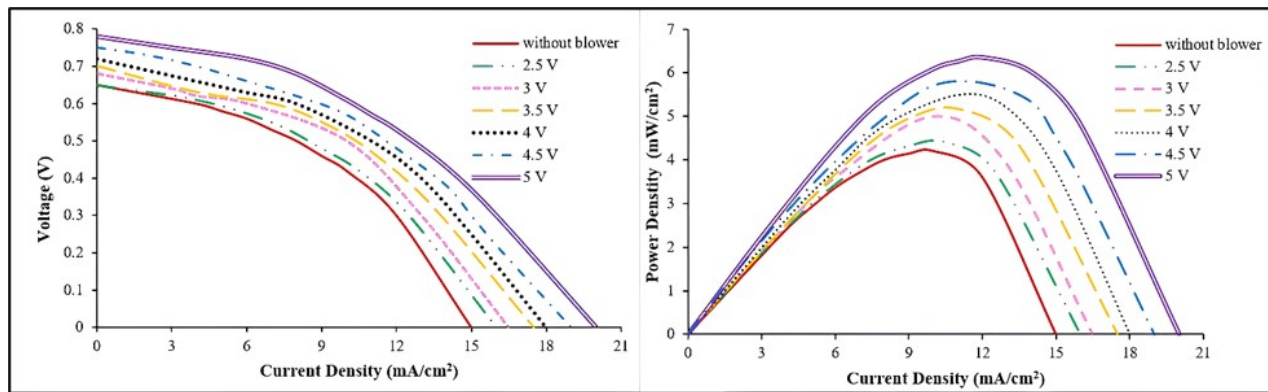 0.8
0.7
0.6
0.5
0.4
0.3
0.2
0.1
0
Voltage (V)
0 3 6 9 12 15 18 21
Current Density (mA/cm²)
without blower
2.5 V
3 V
3.5 V
4 V
4.5 V
5 V
7
6
5
4
3
2
1
0
Power Denstity (mW/cm²)
0 3 6 9 12 15 18 21
Current Density (mA/cm²)
without blower
2.5 V
3 V
3.5 V
4 V
4.5 V
5 V